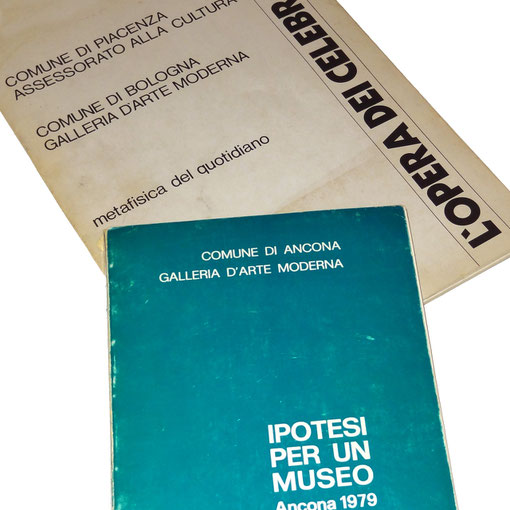 COMUNE DI PIACENZA
ASSESSORATO ALLA CULTURA
COMUNE DI BOLOGNA
GALLERIA D'ARTE MODERNA
metafisica del quotidiano
L'OPERA DEI CELEBR
COMUNE DI ANCONA
GALLERIA D'ARTE MODERNA
IPOTESI
PER UN
MUSEO
Ancona 1979